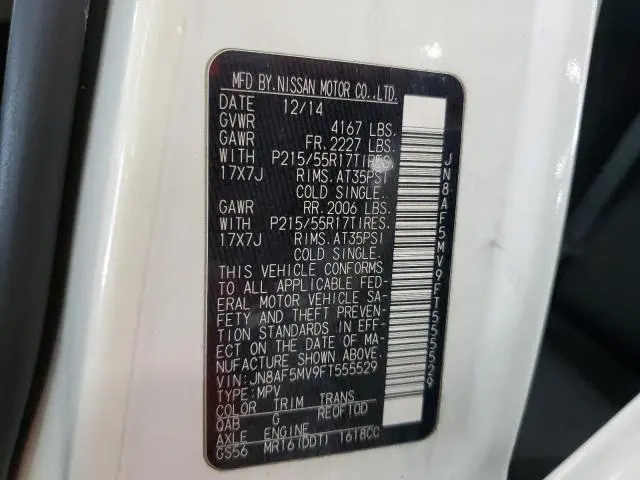 MFD BY.NISSAN MOTOR CO.,LTD.
DATE 12/14
GVWR 4167 LBS.
GAWR FR.2227 LBS.
WITH P215/55R17TIRES.
17X7J RIMS.AT35PSI
COLD SINGLE.
GAWR RR.2006 LBS.
WITH P215/55R17TIRES.
17X7J RIMS.AT35PSI
COLD SINGLE.
THIS VEHICLE CONFORMS
TO ALL APPLICABLE FED-
ERAL MOTOR VEHICLE SA-
FETY AND THEFT PREVEN-
TION STANDARDS IN EFF-
ECT ON THE DATE OF MA-
NUFACTURE SHOWN ABOVE.
VIN:JN8AF5MV9FT555529
TYPE:MPV
COLOR TRIM TRANS
QAB G RE0F10D
AXLE ENGINE
GS56 MR16(DDT) 1618CC
JN8AF5MV9FT555529